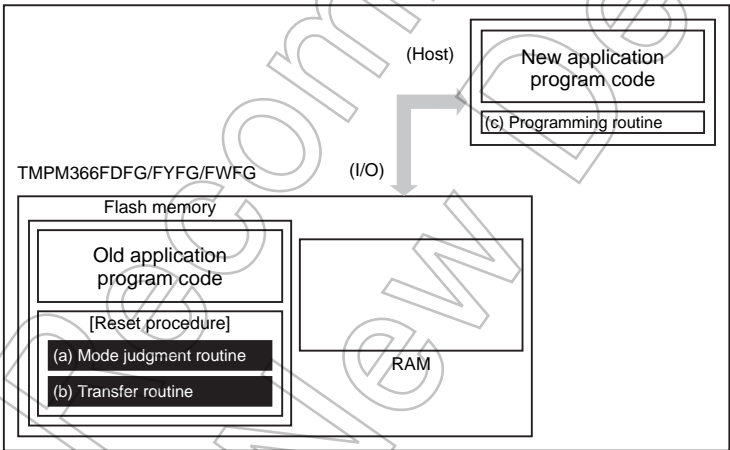 (Host)
New application
program code
(c) Programming routine
TMPM366FDFG/FYFG/FWFG
(I/O)
Flash memory
Old application
program code
[Reset procedure]
(a) Mode judgment routine
(b) Transfer routine
RAM